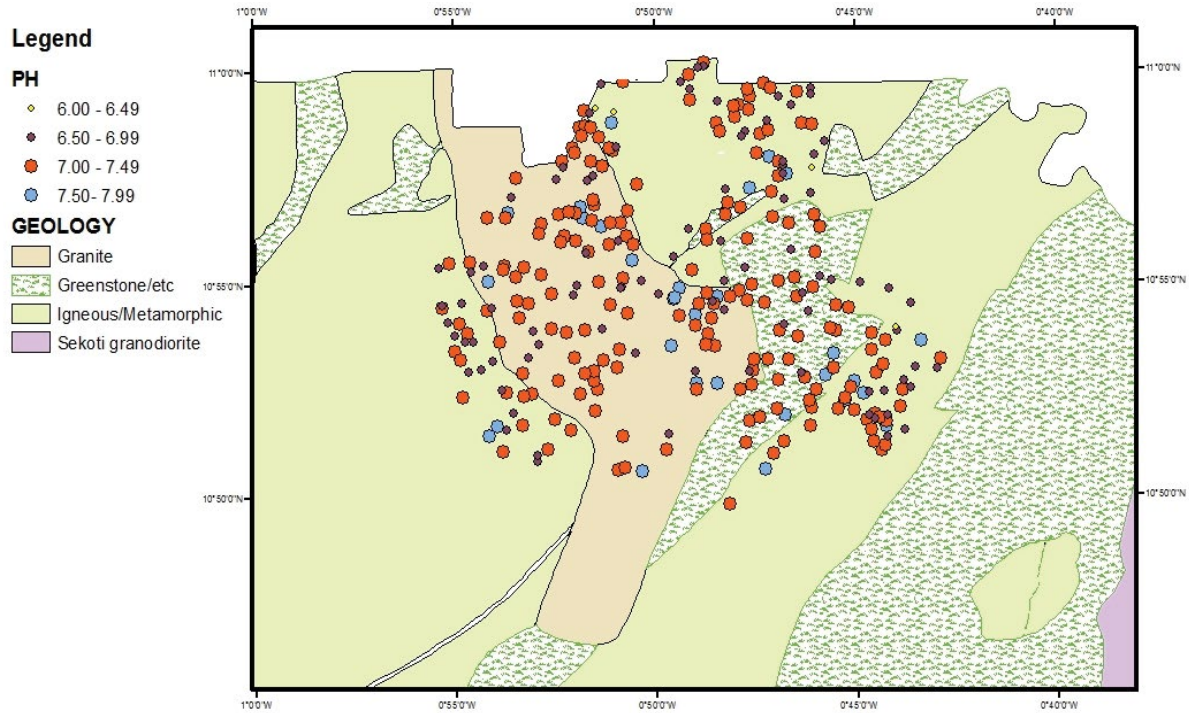 1°0'0"W 0°55'0"W 0°50'0"W 0°45'0"W 0°40'0"W
Legend
PH
6.00 - 6.49
6.50 - 6.99
7.00 - 7.49
7.50 - 7.99
GEOLOGY
Granite
Greenstone/etc
Igneous/Metamorphic
Sekoti granodiorite
11°0'0"N 11°0'0"N
10°55'0"N 10°55'0"N
10°50'0"N 10°50'0"N
1°0'0"W 0°55'0"W 0°50'0"W 0°45'0"W 0°40'0"W